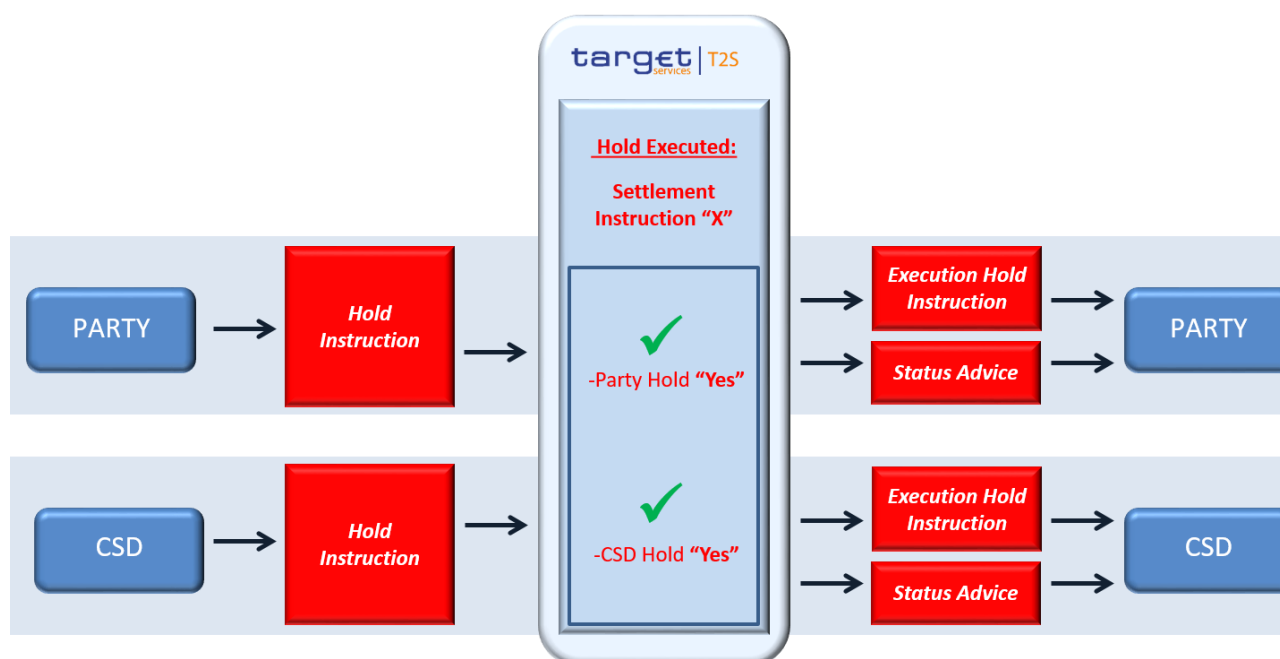 target | T2S
services
Hold Executed:
Settlement
Instruction “X”
PARTY
Hold
Instruction
-Party Hold “Yes”
Execution Hold
Instruction
Status Advice
PARTY
CSD
Hold
Instruction
-CSD Hold “Yes”
Execution Hold
Instruction
Status Advice
CSD